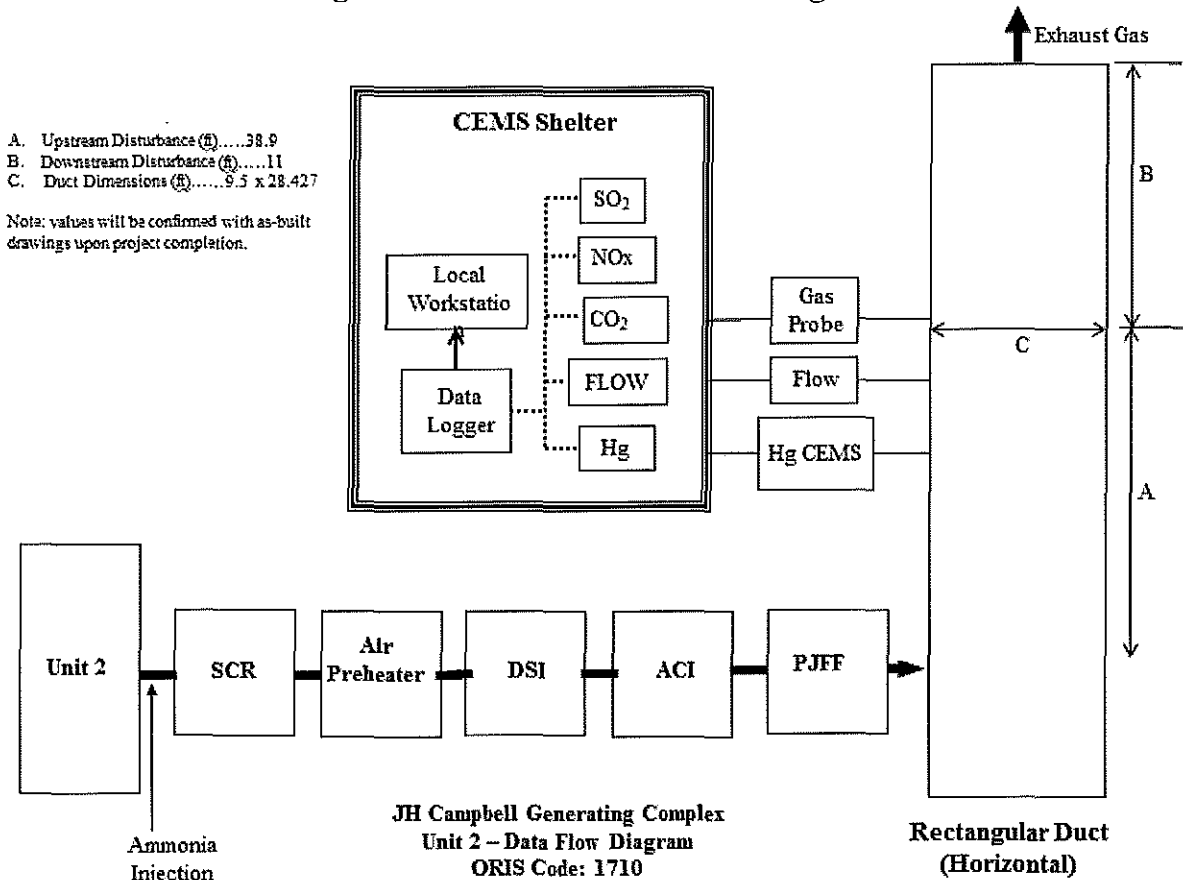 Exhaust Gas
A. Upstream Disturbance (ft).....38.9
B. Downstream Disturbance (ft).....11
C. Duct Dimensions (ft)......9.5 x 28.427
Note: values will be confirmed with as-built
drawings upon project completion.
CEMS Shelter
SO₂
NOx
CO₂
FLOW
Hg
Local
Workstatio
n
Data
Logger
Gas
Probe
Flow
Hg CEMS
B
C
A
Unit 2
SCR
Air
Preheater
DSI
ACI
PJFF
Ammonia
Injection
JH Campbell Generating Complex
Unit 2 – Data Flow Diagram
ORIS Code: 1710
Rectangular Duct
(Horizontal)